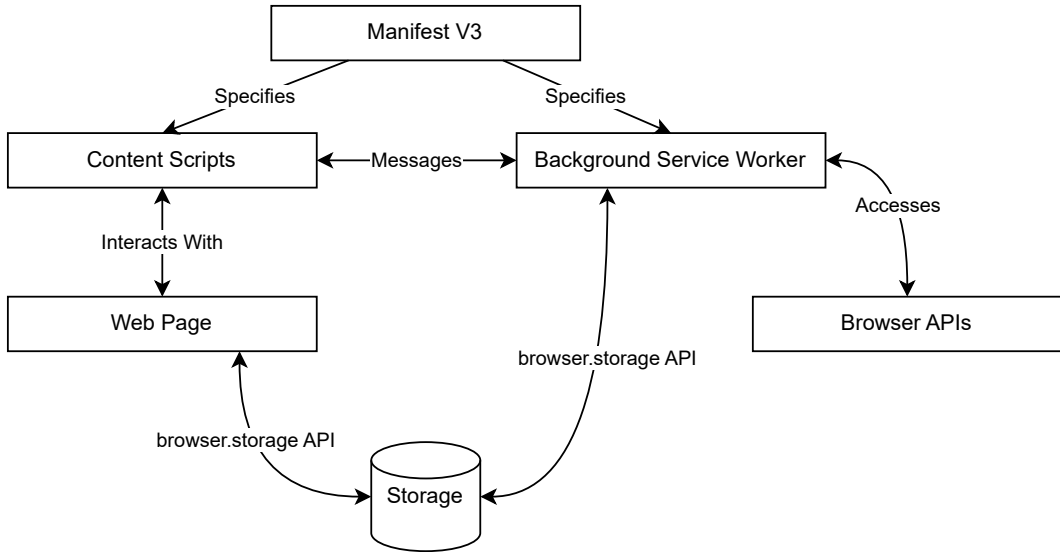 Manifest V3
Specifies
Specifies
Content Scripts
Messages
Background Service Worker
Accesses
Interacts With
Web Page
Browser APIs
browser.storage API
browser.storage API
Storage